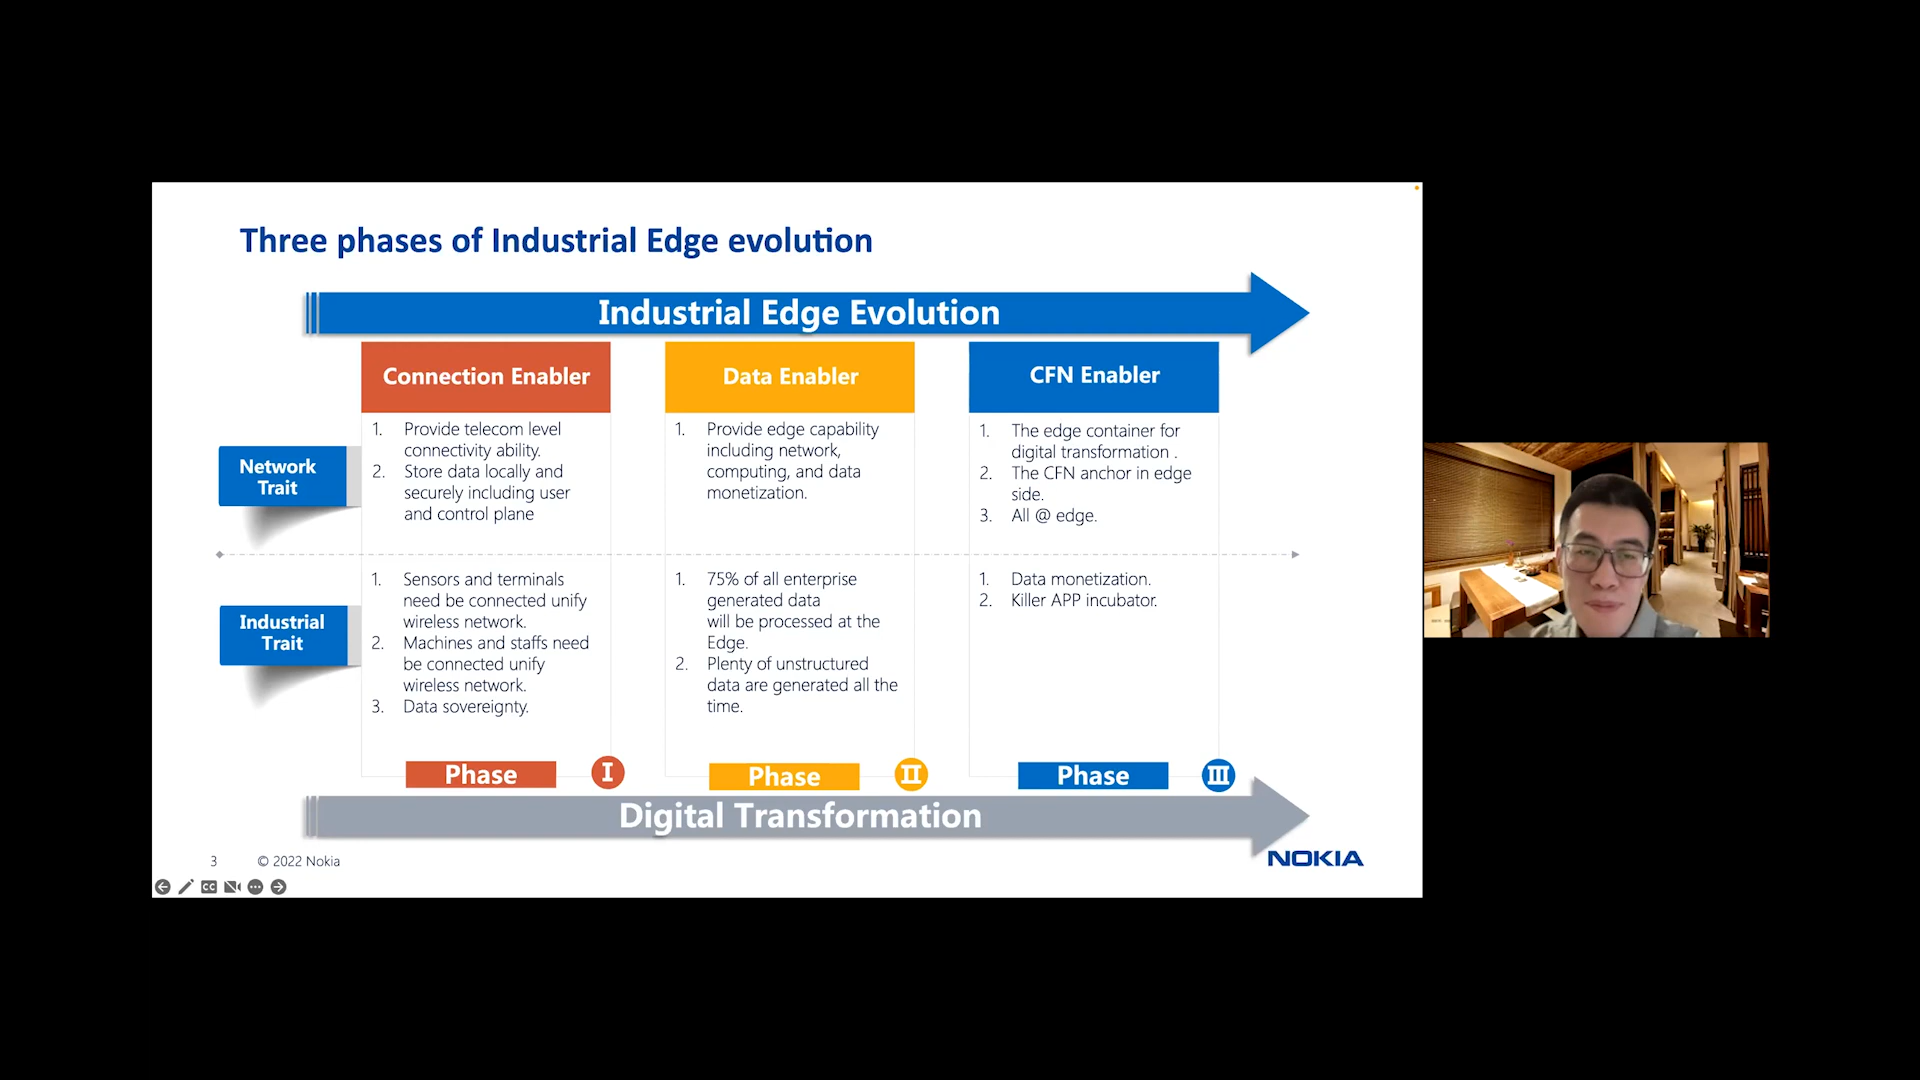 Three phases of Industrial Edge evolution
Industrial Edge Evolution
Connection Enabler
Data Enabler
CFN Enabler
Network
Trait
1. Provide telecom level
connectivity ability.
2. Store data locally and
securely including user
and control plane
1. Provide edge capability
including network,
computing, and data
monetization.
1. The edge container for
digital transformation .
2. The CFN anchor in edge
side.
3. All @ edge.
Industrial
Trait
1. Sensors and terminals
need be connected unify
wireless network.
2. Machines and staffs need
be connected unify
wireless network.
3. Data sovereignty.
1. 75% of all enterprise
generated data
will be processed at the
Edge.
2. Plenty of unstructured
data are generated all the
time.
1. Data monetization.
2. Killer APP incubator.
Phase I
Phase II
Phase III
Digital Transformation
3 © 2022 Nokia
NOKIA
CC